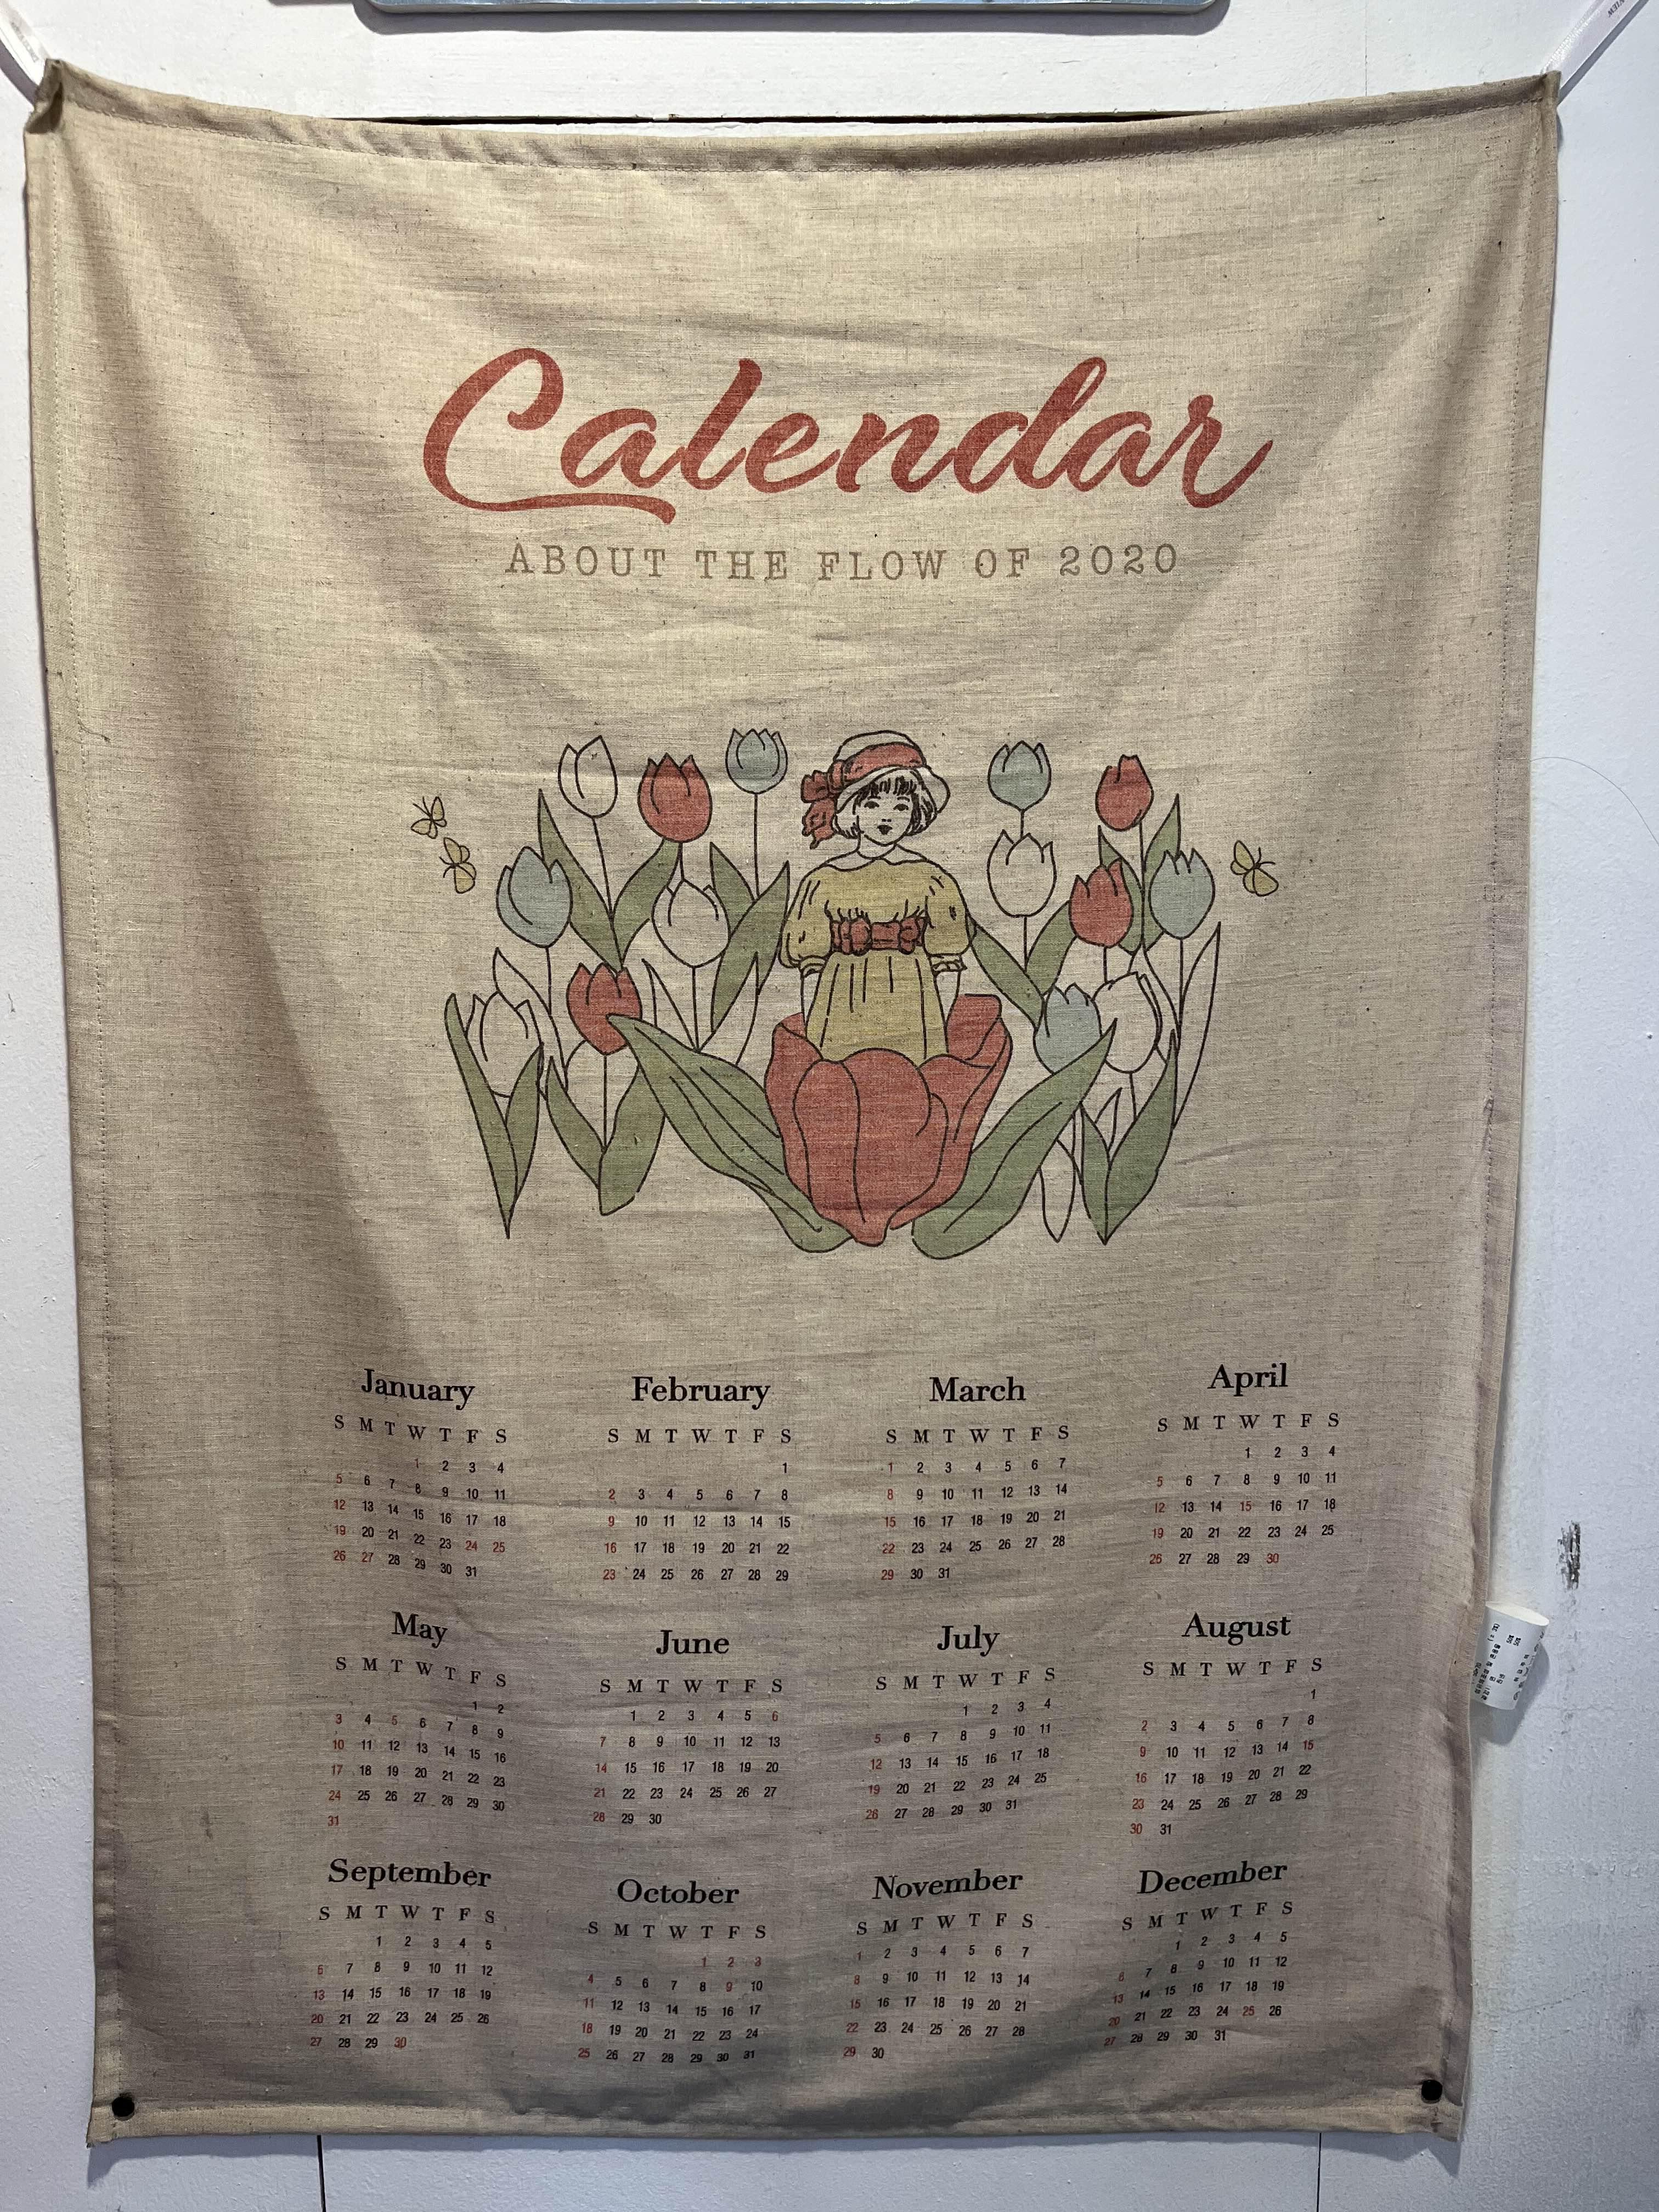 Calendar
ABOUT THE FLOW OF 2020
January
S M T W T F S
1 2 3 4
5 6 7 8 9 10 11
12 13 14 15 16 17 18
19 20 21 22 23 24 25
26 27 28 29 30 31
February
S M T W T F S
1
2 3 4 5 6 7 8
9 10 11 12 13 14 15
16 17 18 19 20 21 22
23 24 25 26 27 28 29
March
S M T W T F S
1 2 3 4 5 6 7
8 9 10 11 12 13 14
15 16 17 18 19 20 21
22 23 24 25 26 27 28
29 30 31
April
S M T W T F S
1 2 3 4
5 6 7 8 9 10 11
12 13 14 15 16 17 18
19 20 21 22 23 24 25
26 27 28 29 30
May
S M T W T F S
1 2
3 4 5 6 7 8 9
10 11 12 13 14 15 16
17 18 19 20 21 22 23
24 25 26 27 28 29 30
31
June
S M T W T F S
1 2 3 4 5 6
7 8 9 10 11 12 13
14 15 16 17 18 19 20
21 22 23 24 25 26 27
28 29 30
July
S M T W T F S
1 2 3 4
5 6 7 8 9 10 11
12 13 14 15 16 17 18
19 20 21 22 23 24 25
26 27 28 29 30 31
August
S M T W T F S
1
2 3 4 5 6 7 8
9 10 11 12 13 14 15
16 17 18 19 20 21 22
23 24 25 26 27 28 29
30 31
September
S M T W T F S
1 2 3 4 5
6 7 8 9 10 11 12
13 14 15 16 17 18 19
20 21 22 23 24 25 26
27 28 29 30
October
S M T W T F S
1 2 3
4 5 6 7 8 9 10
11 12 13 14 15 16 17
18 19 20 21 22 23 24
25 26 27 28 29 30 31
November
S M T W T F S
1 2 3 4 5 6 7
8 9 10 11 12 13 14
15 16 17 18 19 20 21
22 23 24 25 26 27 28
29 30
December
S M T W T F S
1 2 3 4 5
6 7 8 9 10 11 12
13 14 15 16 17 18 19
20 21 22 23 24 25 26
27 28 29 30 31